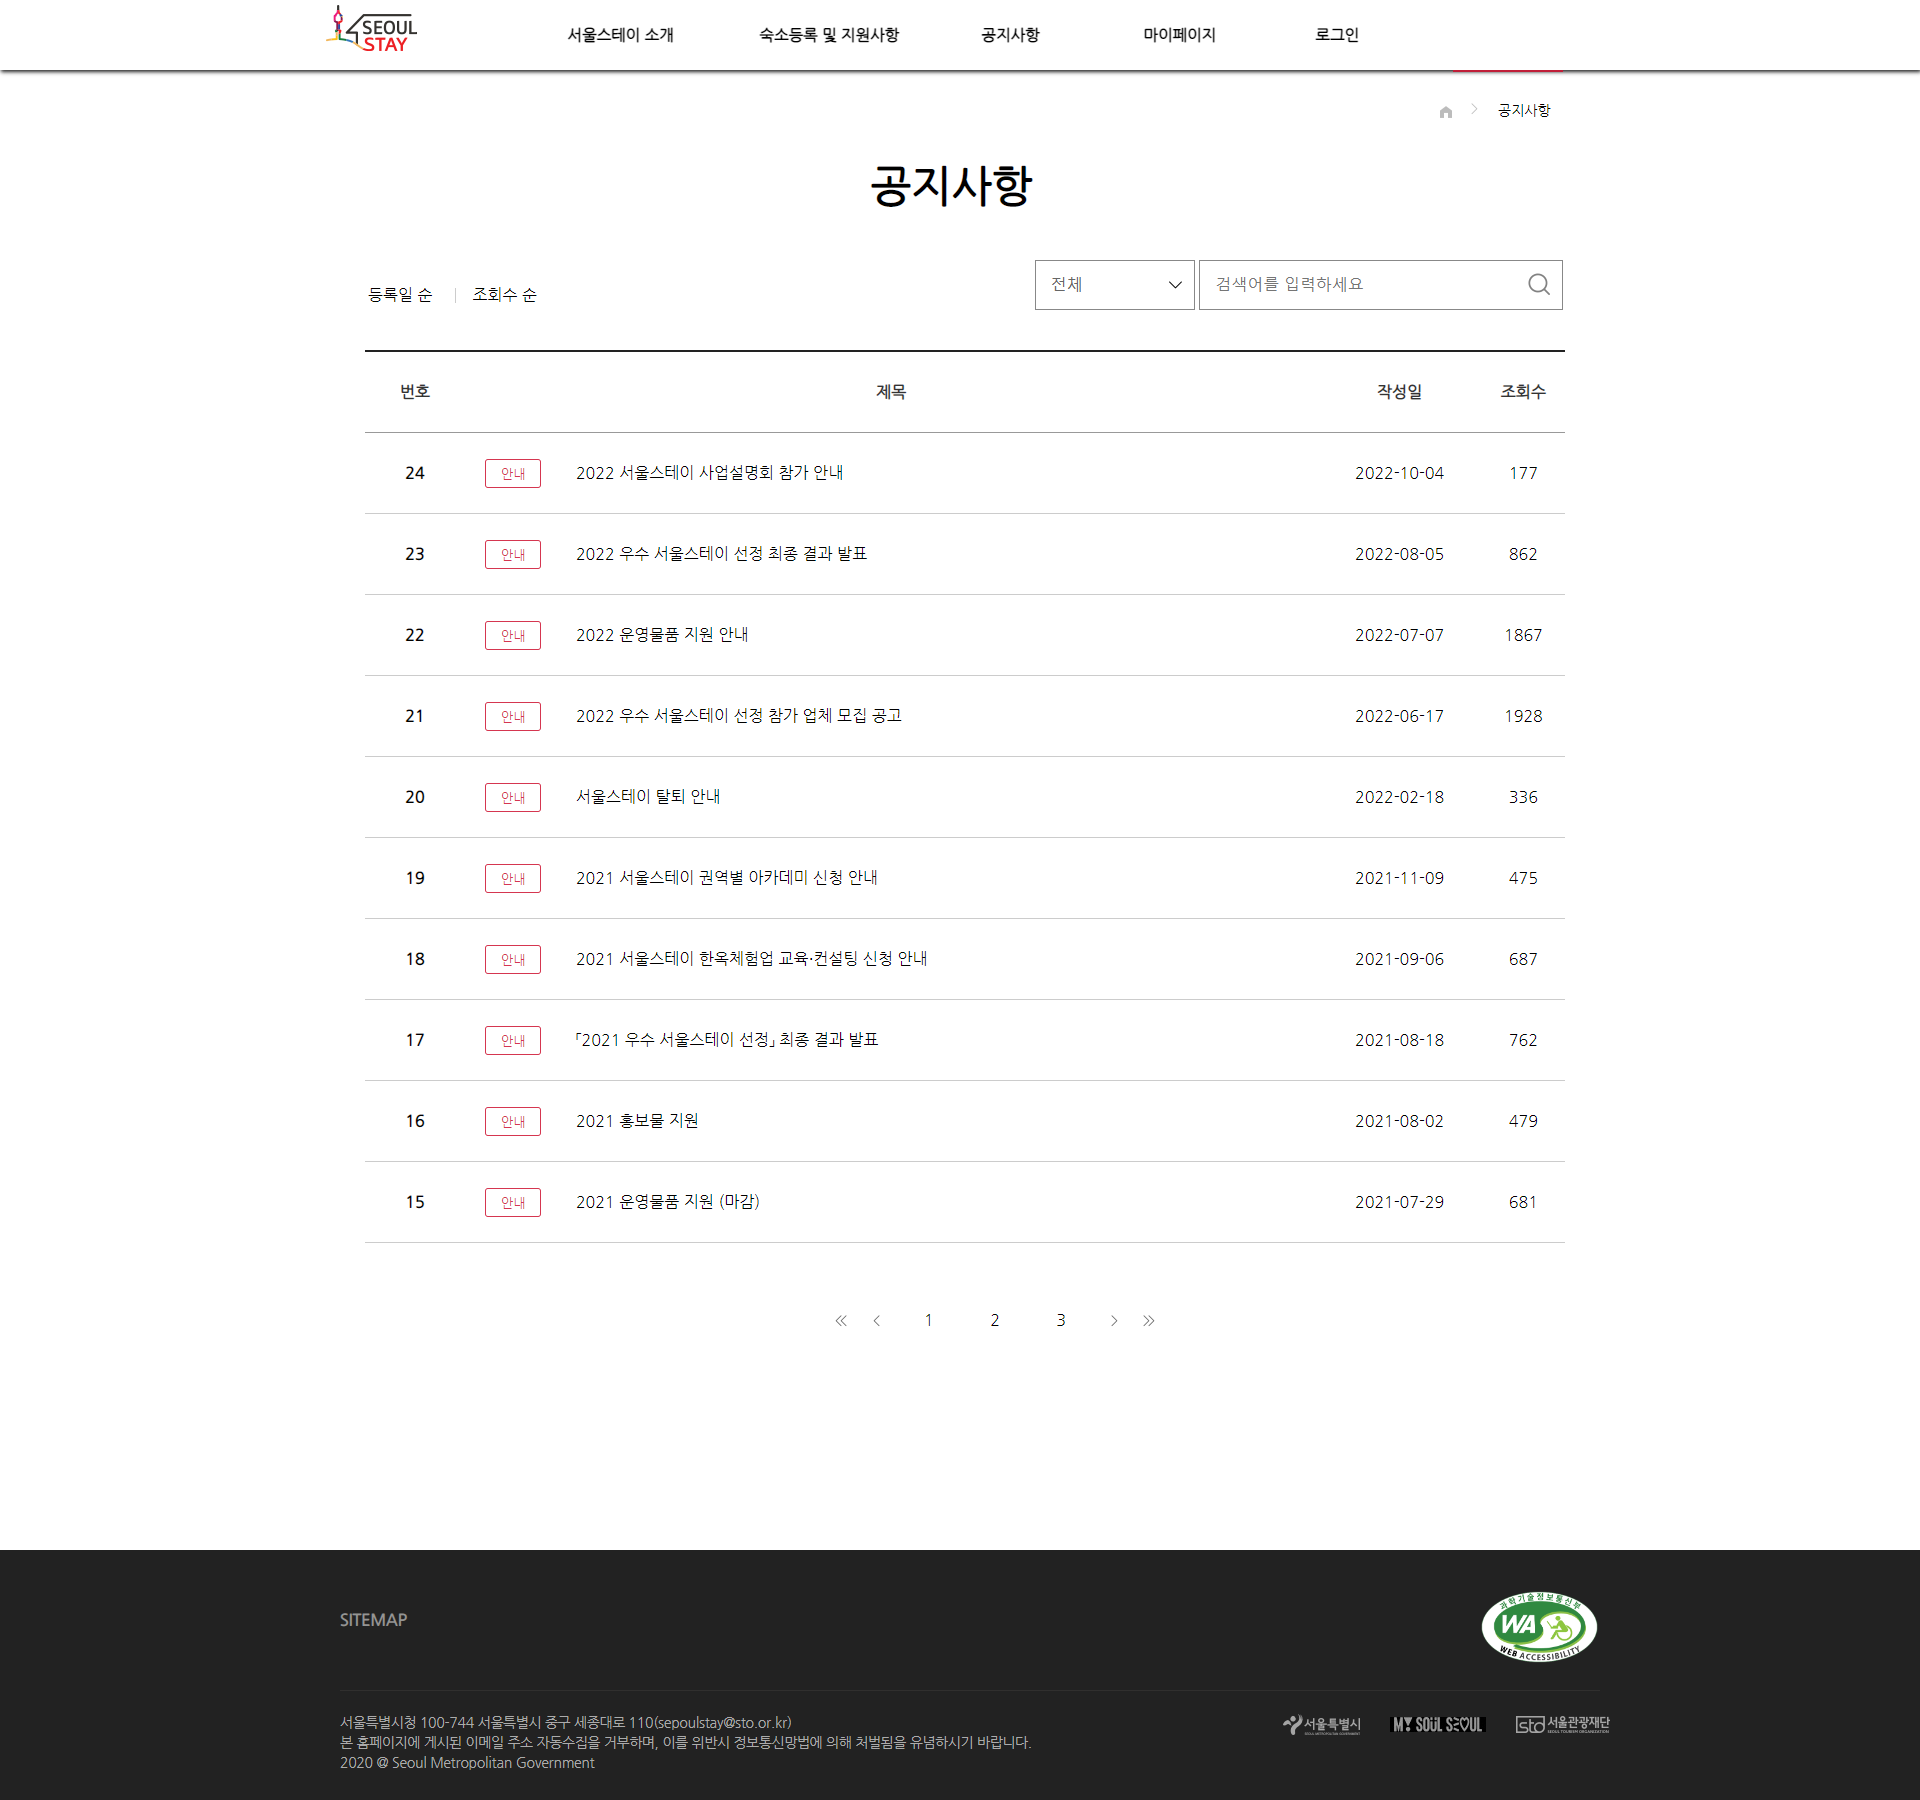 SEOUL
STAY
서울스테이 소개
숙소등록 및 지원사항
공지사항
마이페이지
로그인
공지사항
공지사항
등록일 순
조회수 순
전체
검색어를 입력하세요
번호 제목 작성일 조회수
24 안내 2022 서울스테이 사업설명회 참가 안내 2022-10-04 177
23 안내 2022 우수 서울스테이 선정 최종 결과 발표 2022-08-05 862
22 안내 2022 운영물품 지원 안내 2022-07-07 1867
21 안내 2022 우수 서울스테이 선정 참가 업체 모집 공고 2022-06-17 1928
20 안내 서울스테이 탈퇴 안내 2022-02-18 336
19 안내 2021 서울스테이 권역별 아카데미 신청 안내 2021-11-09 475
18 안내 2021 서울스테이 한옥체험업 교육·컨설팅 신청 안내 2021-09-06 687
17 안내 「2021 우수 서울스테이 선정」 최종 결과 발표 2021-08-18 762
16 안내 2021 홍보물 지원 2021-08-02 479
15 안내 2021 운영물품 지원 (마감) 2021-07-29 681
1 2 3
SITEMAP
과학기술정보통신부
WA
WEB ACCESSIBILITY
서울특별시청 100-744 서울특별시 중구 세종대로 110(sepoulstay@sto.or.kr)
본 홈페이지에 게시된 이메일 주소 자동수집을 거부하며, 이를 위반시 정보통신망법에 의해 처벌됨을 유념하시기 바랍니다.
2020 @ Seoul Metropolitan Government
서울특별시
SEOUL METROPOLITAN GOVERNMENT
MY SOUL SEOUL
sto 서울관광재단
SEOUL TOURISM ORGANIZATION